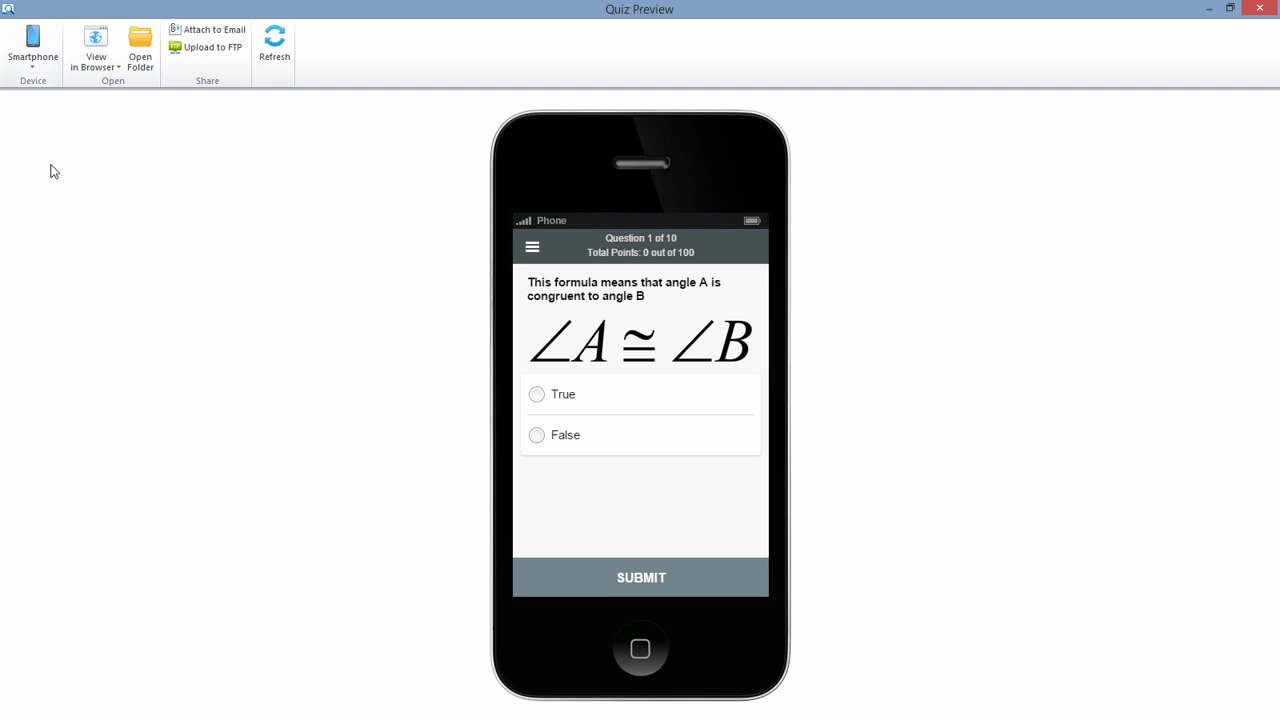 Quiz Preview
Smartphone
Device
View
in Browser
Open
Folder
Open
Attach to Email
Upload to FTP
Share
Refresh
Phone
Question 1 of 10
Total Points: 0 out of 100
This formula means that angle A is
congruent to angle B
∠A ≅ ∠B
True
False
SUBMIT